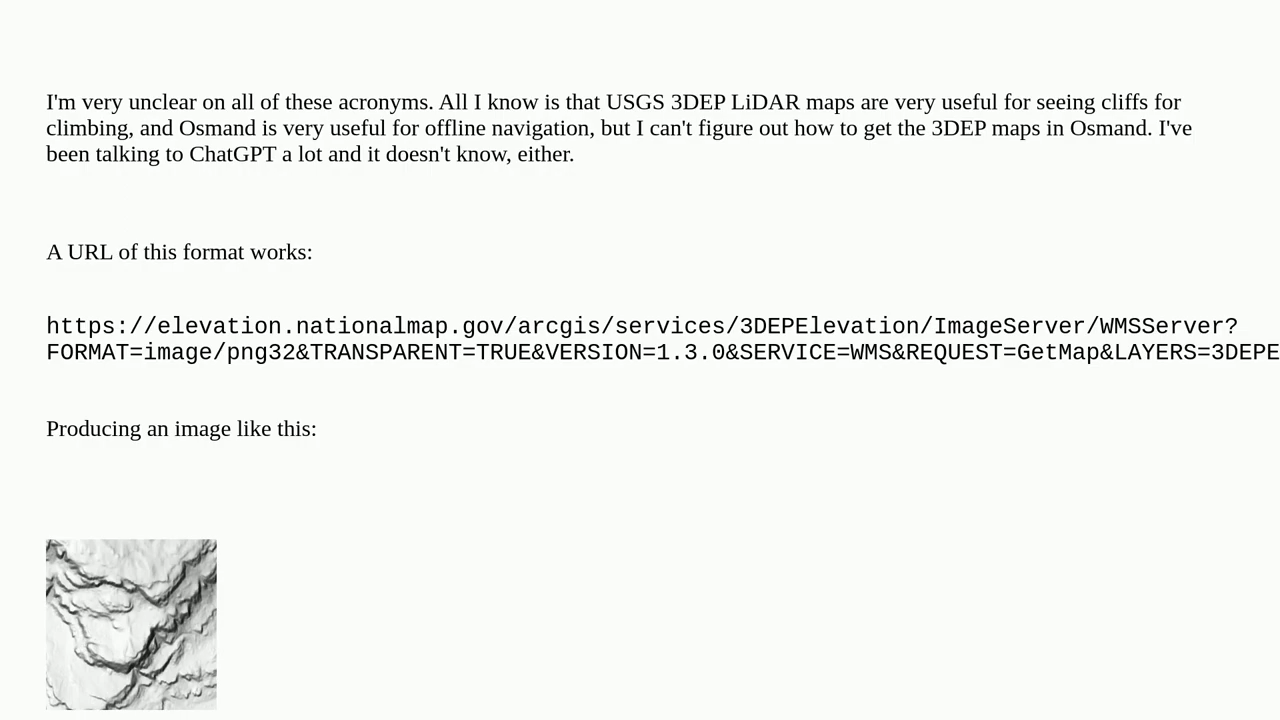 I'm very unclear on all of these acronyms. All I know is that USGS 3DEP LiDAR maps are very useful for seeing cliffs for
climbing, and Osmand is very useful for offline navigation, but I can't figure out how to get the 3DEP maps in Osmand. I've
been talking to ChatGPT a lot and it doesn't know, either.
A URL of this format works:
https://elevation.nationalmap.gov/arcgis/services/3DEPElevation/ImageServer/WMSServer?
FORMAT=image/png32&TRANSPARENT=TRUE&VERSION=1.3.0&SERVICE=WMS&REQUEST=GetMap&LAYERS=3DEPE
Producing an image like this: